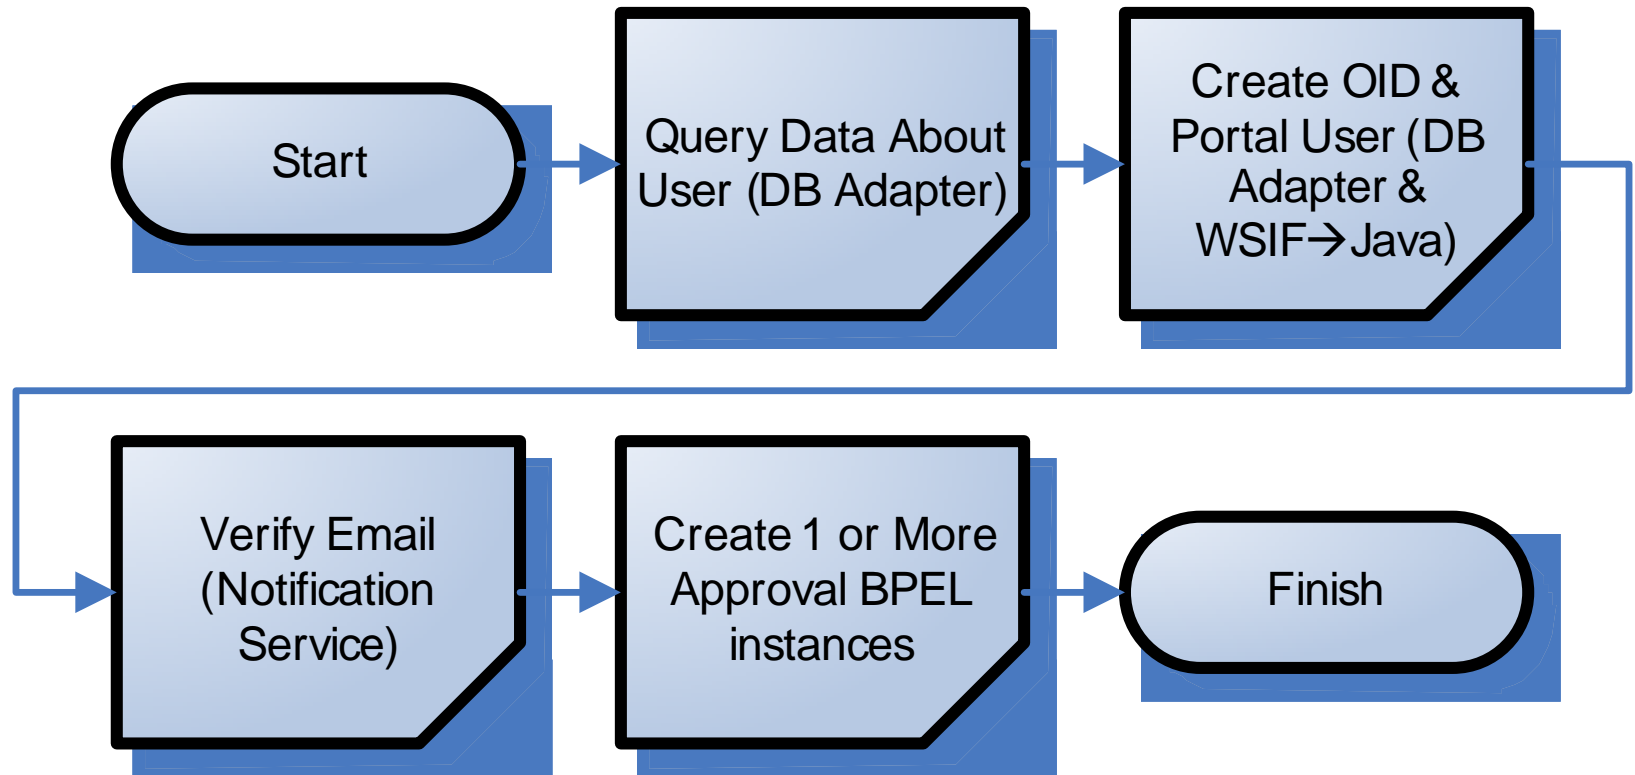 Start
Query Data About
User (DB Adapter)
Create OID &
Portal User (DB
Adapter &
WSIF→Java)
Verify Email
(Notification
Service)
Create 1 or More
Approval BPEL
instances
Finish